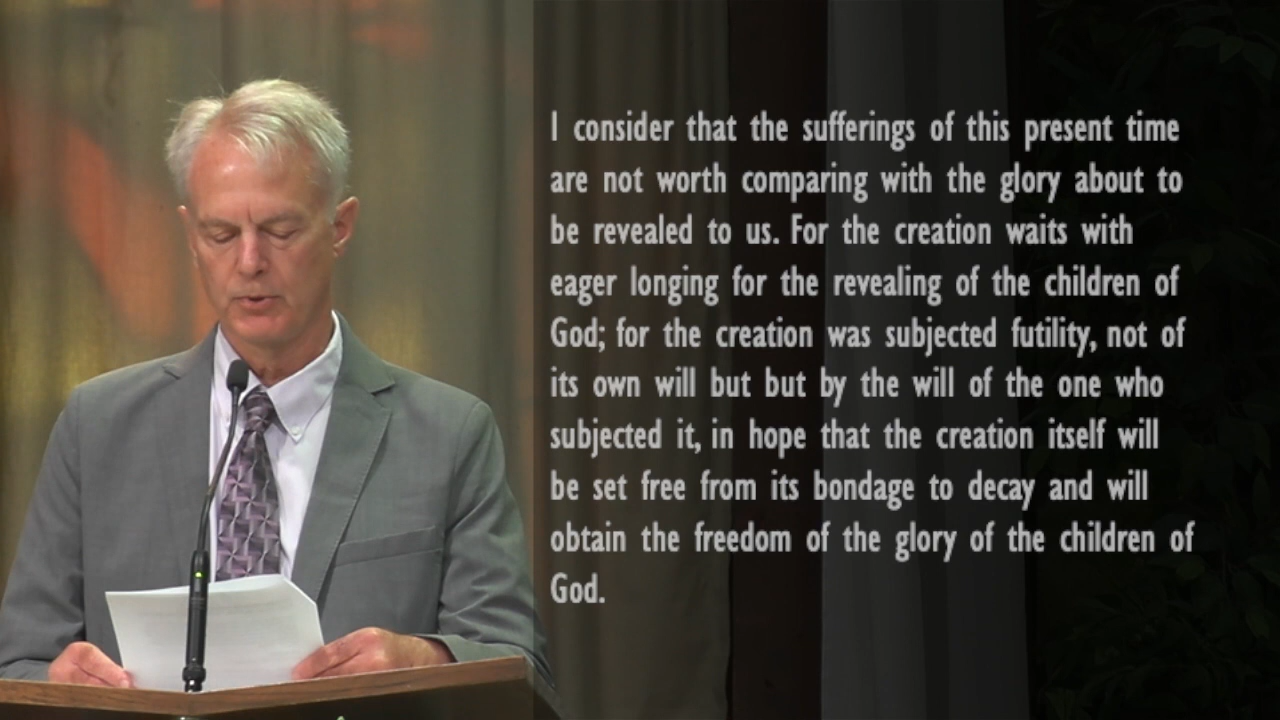 I consider that the sufferings of this present time
are not worth comparing with the glory about to
be revealed to us. For the creation waits with
eager longing for the revealing of the children of
God; for the creation was subjected futility, not of
its own will but but by the will of the one who
subjected it, in hope that the creation itself will
be set free from its bondage to decay and will
obtain the freedom of the glory of the children of
God.